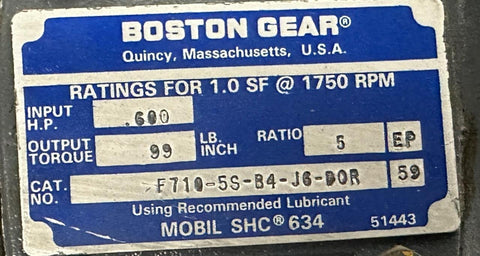 BOSTON GEAR®
Quincy, Massachusetts, U.S.A.
RATINGS FOR 1.0 SF @ 1750 RPM
INPUT H.P. .600
OUTPUT TORQUE 99 LB. INCH RATIO 5 EP
CAT. NO. F710-5S-B4-J6-DOR 59
Using Recommended Lubricant
MOBIL SHC® 634 51443